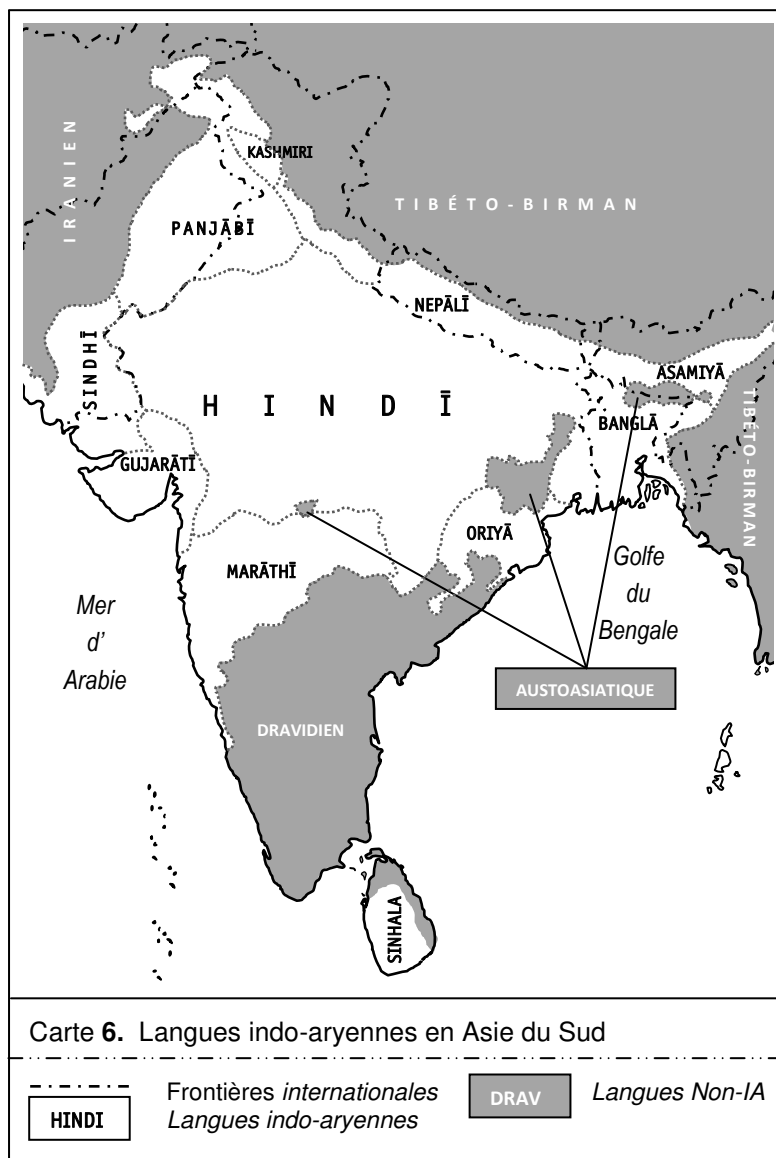 KASHMIRI
IRANIEN
TIBÉTO-BIRMAN
PANJĀBĪ
NEPĀLĪ
SINDHĪ
ASAMIYĀ
HINDĪ
BANGLĀ
TIBÉTO-BIRMAN
GUJARĀTĪ
ORIYĀ
MARĀTHĪ
Golfe
du
Bengale
Mer
d’
Arabie
AUSTOASIATIQUE
DRAVIDIEN
SINHALA
Carte 6. Langues indo-aryennes en Asie du Sud
Frontières internationales
HINDI Langues indo-aryennes
DRAV Langues Non-IA